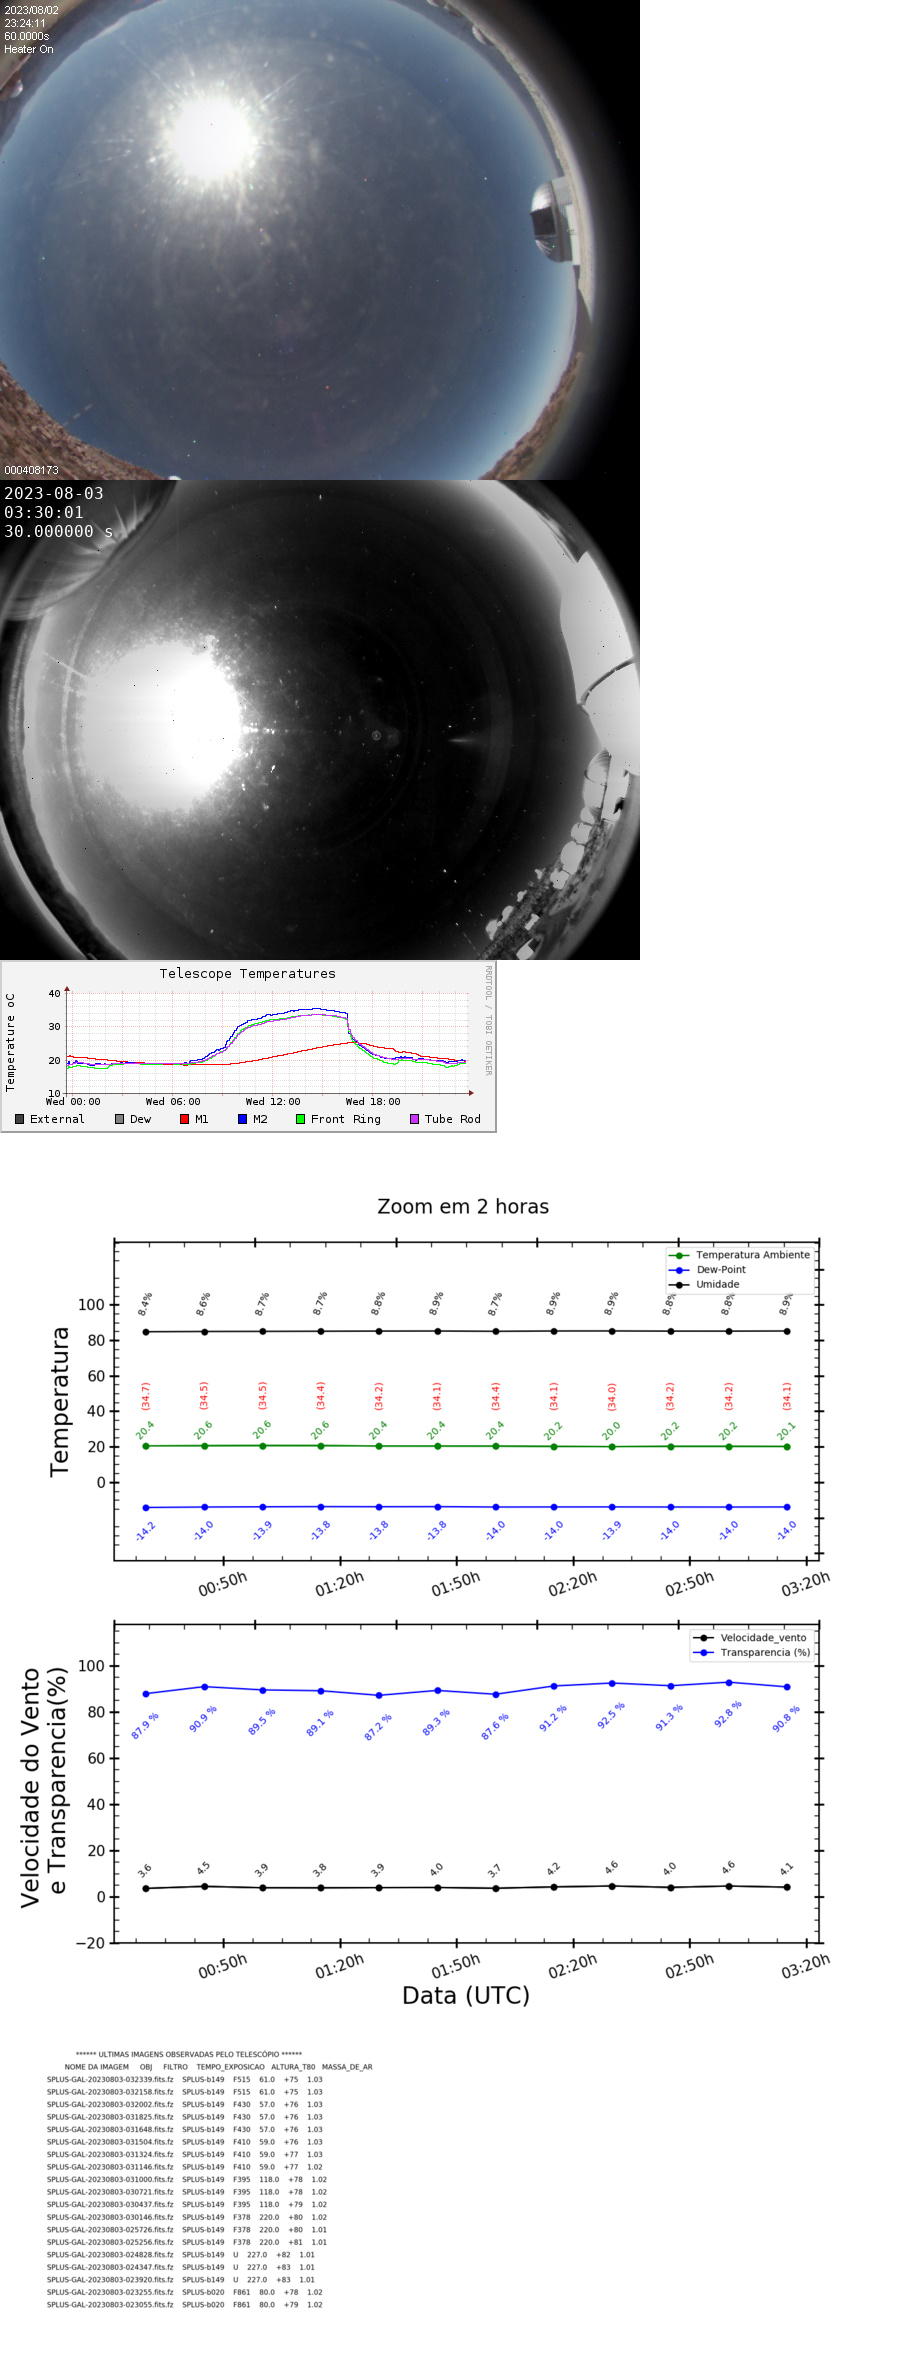 2023/08/02
23:24:11
60.0000s
Heater On
000408173
2023-08-03
03:30:01
30.000000 s
Telescope Temperatures
Temperature oC
RRDTOOL / TOBI OETIKER
40
30
20
10
Wed 00:00 Wed 06:00 Wed 12:00 Wed 18:00
External Dew M1 M2 Front Ring Tube Rod
Zoom em 2 horas
Temperatura Ambiente
Dew-Point
Umidade
8.4% 8.6% 8.7% 8.7% 8.8% 8.9% 8.7% 8.9% 8.9% 8.8% 8.8% 8.9%
(34.7) (34.5) (34.5) (34.4) (34.2) (34.1) (34.4) (34.1) (34.0) (34.2) (34.2) (34.1)
20.4 20.6 20.6 20.6 20.4 20.4 20.4 20.2 20.0 20.2 20.2 20.1
-14.2 -14.0 -13.9 -13.8 -13.8 -13.8 -14.0 -14.0 -13.9 -14.0 -14.0 -14.0
Temperatura
100
80
60
40
20
0
00:50h 01:20h 01:50h 02:20h 02:50h 03:20h
Velocidade_vento
Transparencia (%)
87.9 % 90.9 % 89.5 % 89.1 % 87.2 % 89.3 % 87.6 % 91.2 % 92.5 % 91.3 % 92.8 % 90.8 %
3.6 4.5 3.9 3.8 3.9 4.0 3.7 4.2 4.6 4.0 4.6 4.1
Velocidade do Vento
e Transparencia(%)
100
80
60
40
20
0
−20
00:50h 01:20h 01:50h 02:20h 02:50h 03:20h
Data (UTC)
****** ULTIMAS IMAGENS OBSERVADAS PELO TELESCÓPIO ******
NOME DA IMAGEM OBJ FILTRO TEMPO_EXPOSICAO ALTURA_T80 MASSA_DE_AR
SPLUS-GAL-20230803-032339.fits.fz SPLUS-b149 F515 61.0 +75 1.03
SPLUS-GAL-20230803-032158.fits.fz SPLUS-b149 F515 61.0 +75 1.03
SPLUS-GAL-20230803-032002.fits.fz SPLUS-b149 F430 57.0 +76 1.03
SPLUS-GAL-20230803-031825.fits.fz SPLUS-b149 F430 57.0 +76 1.03
SPLUS-GAL-20230803-031648.fits.fz SPLUS-b149 F430 57.0 +76 1.03
SPLUS-GAL-20230803-031504.fits.fz SPLUS-b149 F410 59.0 +76 1.03
SPLUS-GAL-20230803-031324.fits.fz SPLUS-b149 F410 59.0 +77 1.03
SPLUS-GAL-20230803-031146.fits.fz SPLUS-b149 F410 59.0 +77 1.02
SPLUS-GAL-20230803-031000.fits.fz SPLUS-b149 F395 118.0 +78 1.02
SPLUS-GAL-20230803-030721.fits.fz SPLUS-b149 F395 118.0 +78 1.02
SPLUS-GAL-20230803-030437.fits.fz SPLUS-b149 F395 118.0 +79 1.02
SPLUS-GAL-20230803-030146.fits.fz SPLUS-b149 F378 220.0 +80 1.02
SPLUS-GAL-20230803-025726.fits.fz SPLUS-b149 F378 220.0 +80 1.01
SPLUS-GAL-20230803-025256.fits.fz SPLUS-b149 F378 220.0 +81 1.01
SPLUS-GAL-20230803-024828.fits.fz SPLUS-b149 U 227.0 +82 1.01
SPLUS-GAL-20230803-024347.fits.fz SPLUS-b149 U 227.0 +83 1.01
SPLUS-GAL-20230803-023920.fits.fz SPLUS-b149 U 227.0 +83 1.01
SPLUS-GAL-20230803-023255.fits.fz SPLUS-b020 F861 80.0 +78 1.02
SPLUS-GAL-20230803-023055.fits.fz SPLUS-b020 F861 80.0 +79 1.02